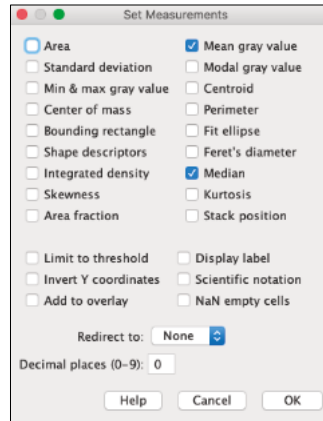 Set Measurements
Area Mean gray value
Standard deviation Modal gray value
Min & max gray value Centroid
Center of mass Perimeter
Bounding rectangle Fit ellipse
Shape descriptors Feret's diameter
Integrated density Median
Skewness Kurtosis
Area fraction Stack position
Limit to threshold Display label
Invert Y coordinates Scientific notation
Add to overlay NaN empty cells
Redirect to: None
Decimal places (0-9): 0
Help Cancel OK